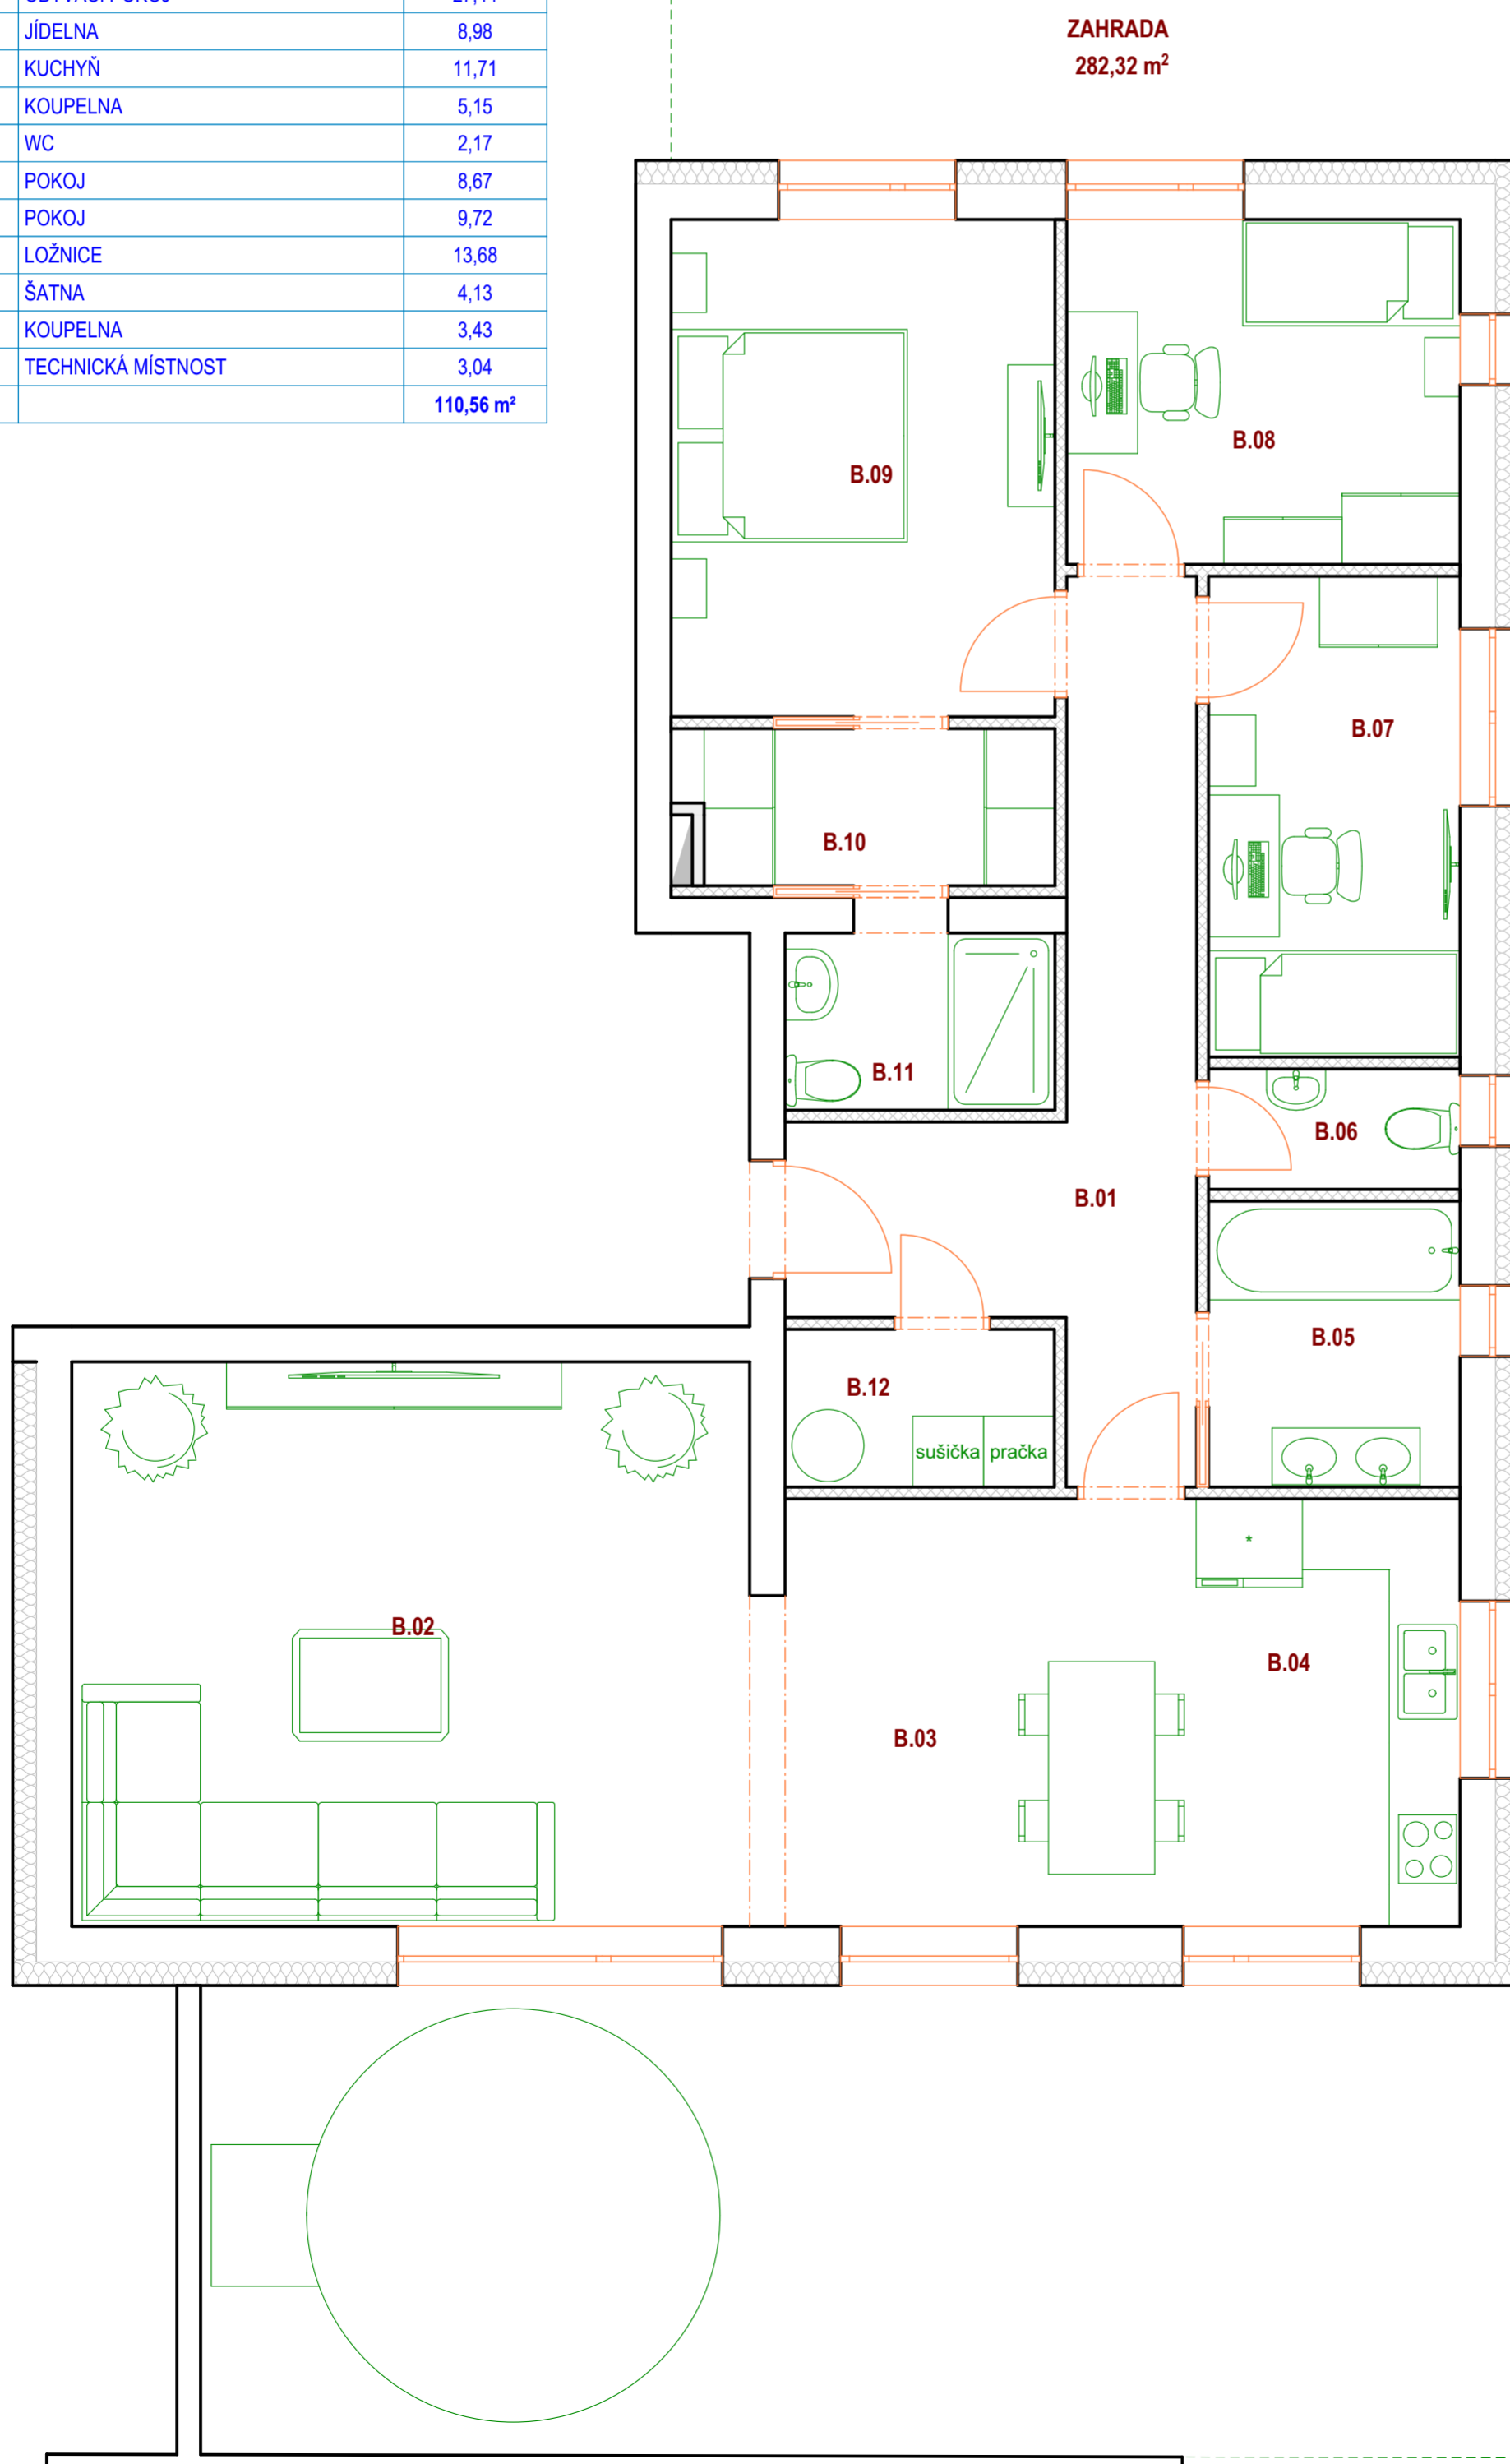 JÍDELNA 8,98
KUCHYŇ 11,71
KOUPELNA 5,15
WC 2,17
POKOJ 8,67
POKOJ 9,72
LOŽNICE 13,68
ŠATNA 4,13
KOUPELNA 3,43
TECHNICKÁ MÍSTNOST 3,04
110,56 m²
ZAHRADA
282,32 m²
B.09
B.08
B.07
B.10
B.11
B.06
B.01
B.05
B.12
sušička pračka
*
B.02
B.04
B.03